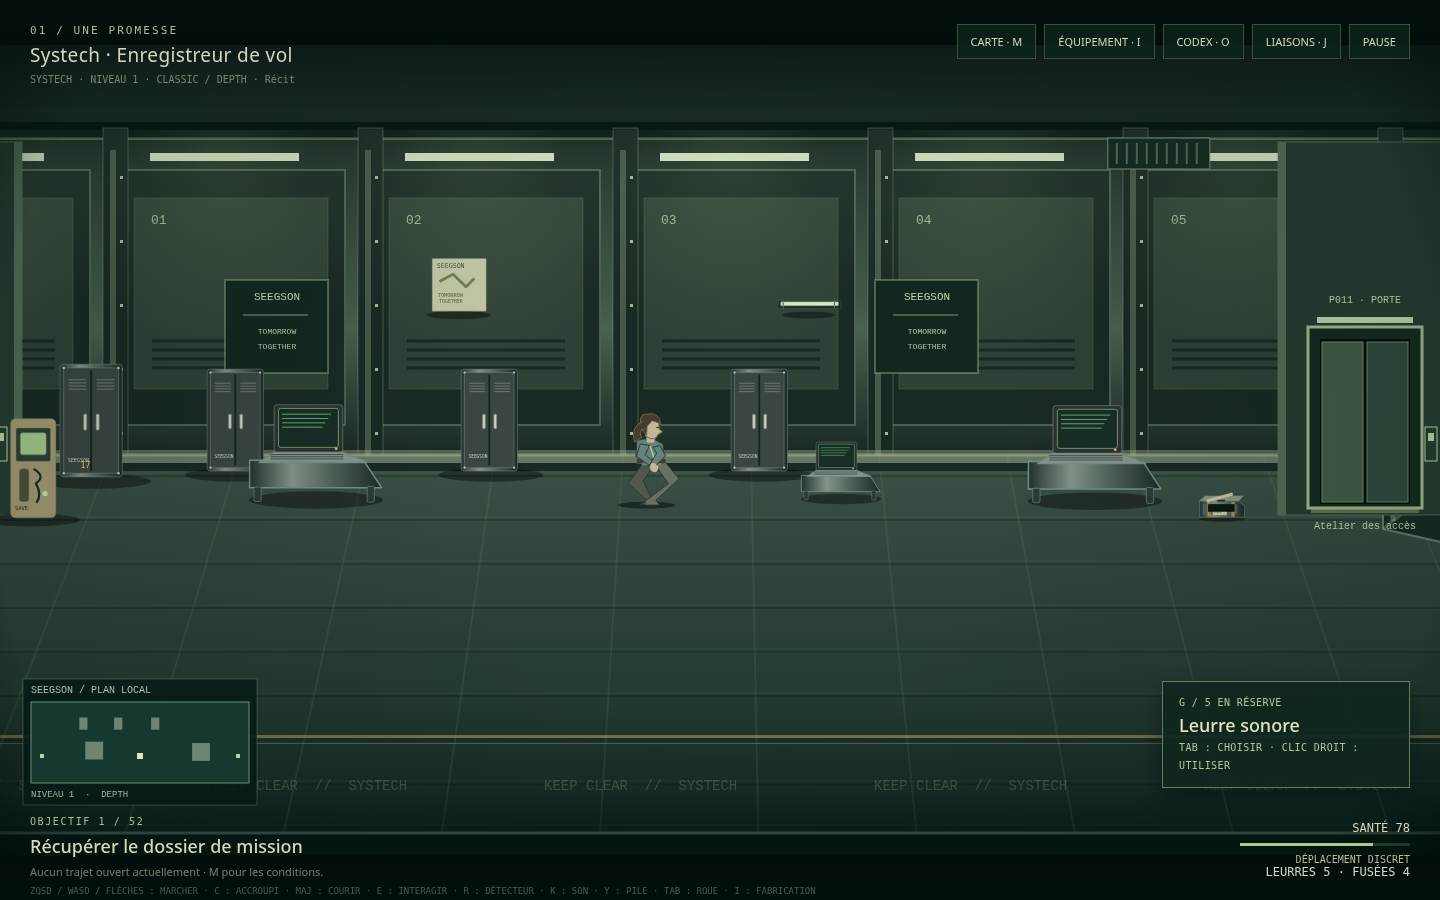 01 / UNE PROMESSE
Systech · Enregistreur de vol
SYSTECH · NIVEAU 1 · CLASSIC / DEPTH · Récit
CARTE · M
ÉQUIPEMENT · I
CODEX · O
LIAISONS · J
PAUSE
01
02
03
04
05
SEEGSON
TOMORROW
TOGETHER
SEEGSON
TOMORROW
TOGETHER
SEEGSON
TOMORROW
TOGETHER
P011 · PORTE
Atelier des accès
SEEGSON
17
SEEGSON
SEEGSON
SEEGSON
SAVE
SEEGSON / PLAN LOCAL
NIVEAU 1 · DEPTH
CLEAR // SYSTECH
KEEP CLEAR // SYSTECH
KEEP CLEAR // SYSTECH
G / 5 EN RÉSERVE
Leurre sonore
TAB : CHOISIR · CLIC DROIT :
UTILISER
OBJECTIF 1 / 52
Récupérer le dossier de mission
Aucun trajet ouvert actuellement · M pour les conditions.
ZQSD / WASD / FLÈCHES : MARCHER · C : ACCROUPI · MAJ : COURIR · E : INTERAGIR · R : DÉTECTEUR · K : SON · Y : PILE · TAB : ROUE · I : FABRICATION
SANTÉ 78
DÉPLACEMENT DISCRET
LEURRES 5 · FUSÉES 4